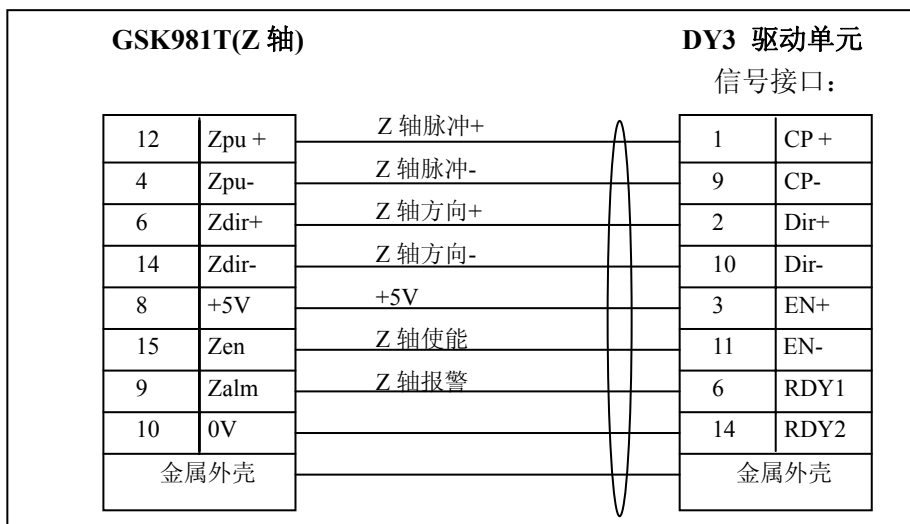 GSK981T(Z 轴) DY3 驱动单元
信号接口：
12 Zpu + Z 轴脉冲+ 1 CP +
4 Zpu- Z 轴脉冲- 9 CP-
6 Zdir+ Z 轴方向+ 2 Dir+
14 Zdir- Z 轴方向- 10 Dir-
8 +5V +5V 3 EN+
15 Zen Z 轴使能 11 EN-
9 Zalm Z 轴报警 6 RDY1
10 0V 14 RDY2
金属外壳 金属外壳